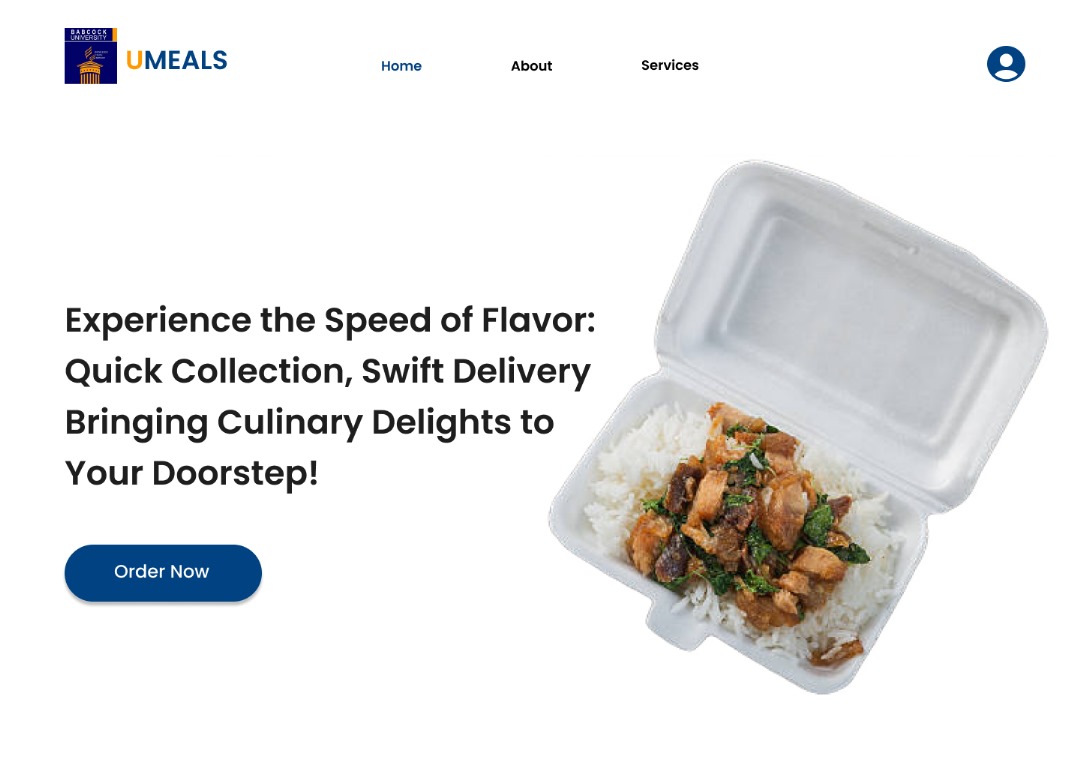 BABCOCK
UNIVERSITY
UMEALS
Home
About
Services
Experience the Speed of Flavor:
Quick Collection, Swift Delivery
Bringing Culinary Delights to
Your Doorstep!
Order Now